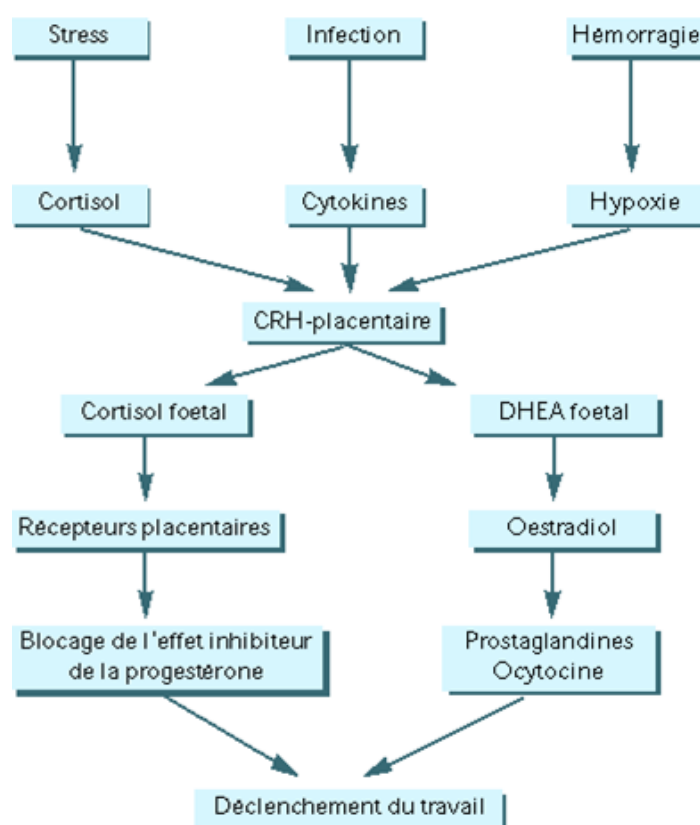 Stress
Infection
Hémorragie
Cortisol
Cytokines
Hypoxie
CRH-placentaire
Cortisol foetal
DHEA foetal
Récepteurs placentaires
Oestradiol
Blocage de l'effet inhibiteur
de la progestérone
Prostaglandines
Ocytocine
Déclenchement du travail